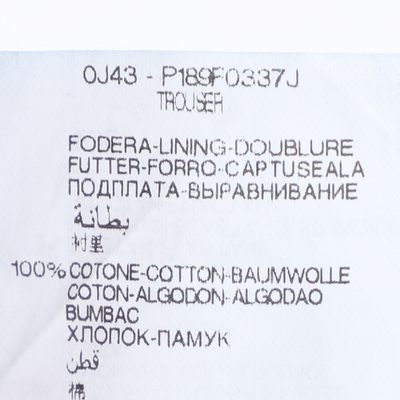 0J43 - P189F0337J
TROUSER
FODERA-LINING-DOUBLURE
FUTTER-FORRO-CAPTUSEALA
ПОДПЛАТА-ВЫРАВНИВАНИЕ
بطانة
衬里
100% COTONE-COTTON-BAUMWOLLE
COTON-ALGODON-ALGODAO
BUMBAC
ХЛОПОК-ПАМУК
قطن
棉